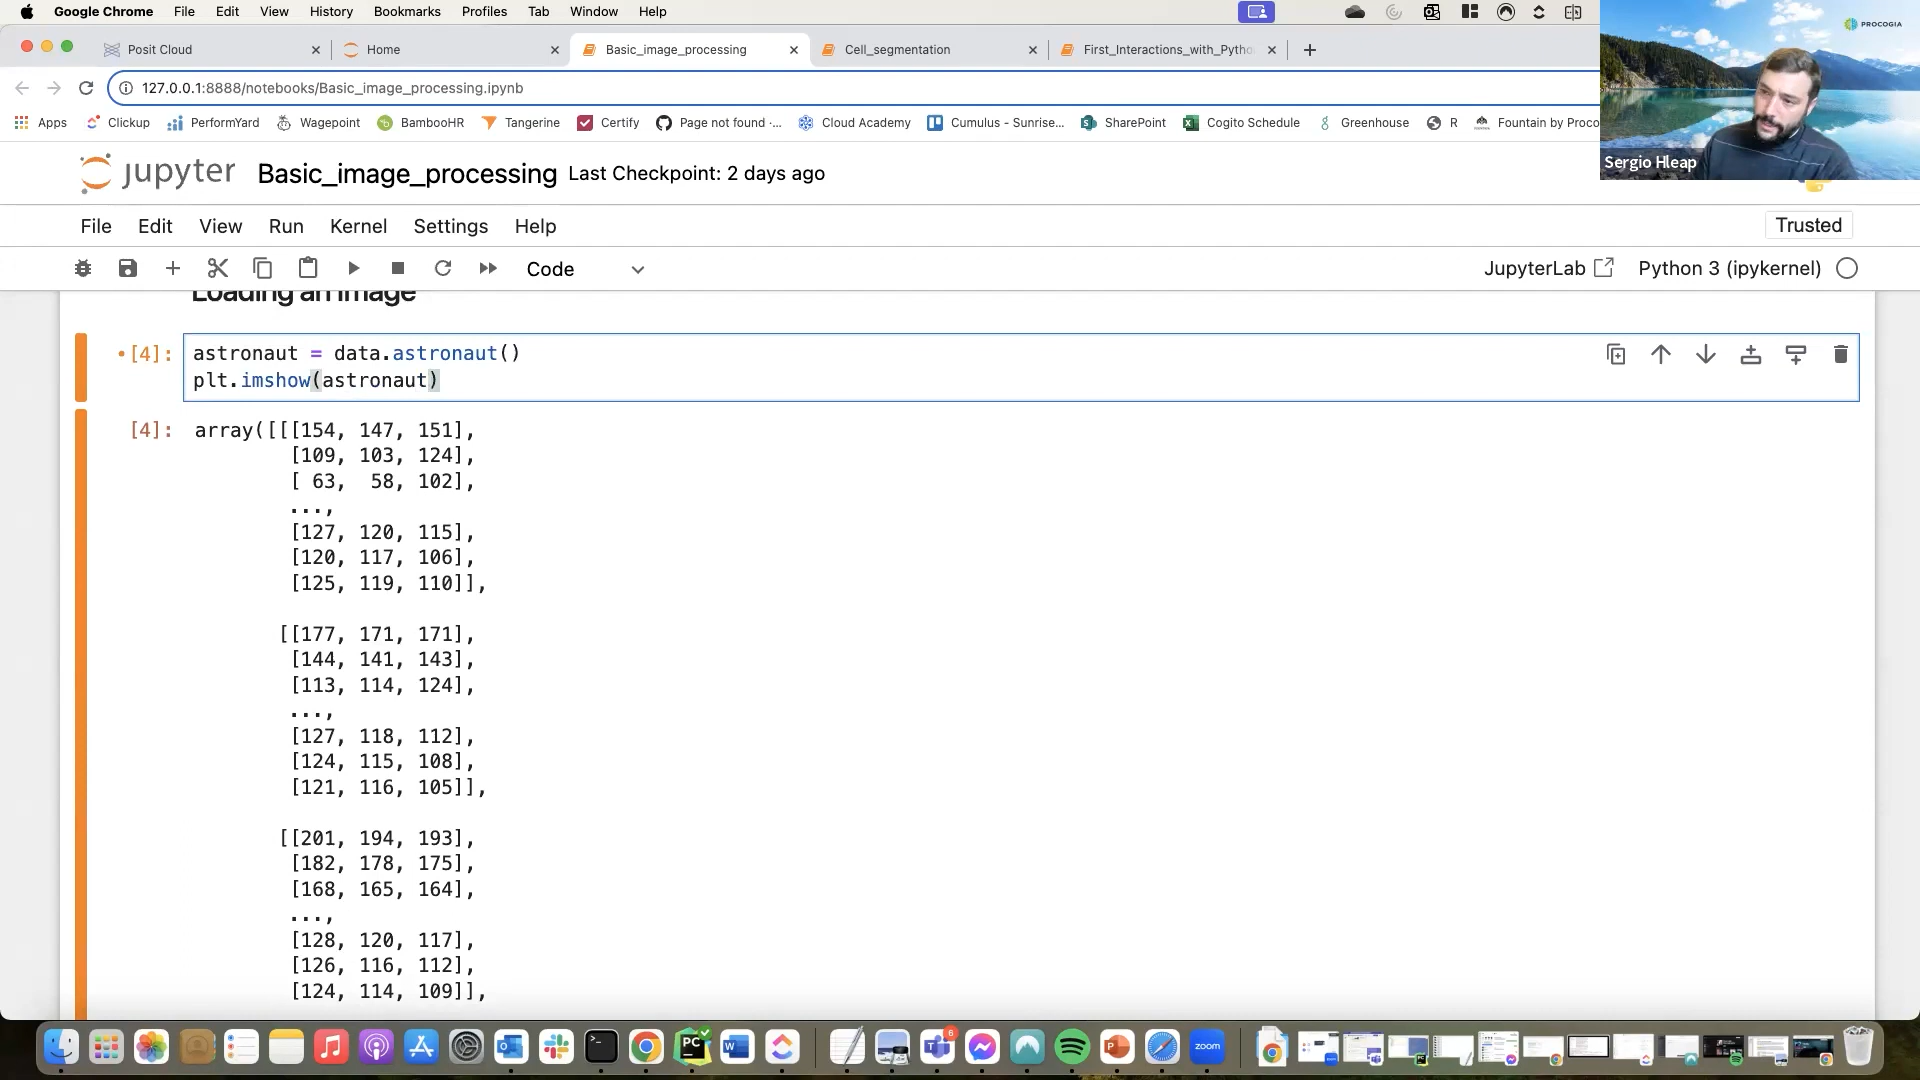 Google Chrome File Edit View History Bookmarks Profiles Tab Window Help
PROCOGIA
Posit Cloud Home Basic_image_processing Cell_segmentation First_Interactions_with_Pytho
127.0.0.1:8888/notebooks/Basic_image_processing.ipynb
Apps Clickup PerformYard Wagepoint BambooHR Tangerine Certify Page not found ·... Cloud Academy Cumulus - Sunrise... SharePoint Cogito Schedule Greenhouse R Fountain by Proco
Sergio Hleap
jupyter Basic_image_processing Last Checkpoint: 2 days ago
File Edit View Run Kernel Settings Help
Trusted
Code
JupyterLab Python 3 (ipykernel)
Loading an image
[4]: astronaut = data.astronaut()
plt.imshow(astronaut)
[4]: array([[[154, 147, 151],
[109, 103, 124],
[ 63, 58, 102],
...,
[127, 120, 115],
[120, 117, 106],
[125, 119, 110]],
[[177, 171, 171],
[144, 141, 143],
[113, 114, 124],
...,
[127, 118, 112],
[124, 115, 108],
[121, 116, 105]],
[[201, 194, 193],
[182, 178, 175],
[168, 165, 164],
...,
[128, 120, 117],
[126, 116, 112],
[124, 114, 109]],
PC
6
zoom